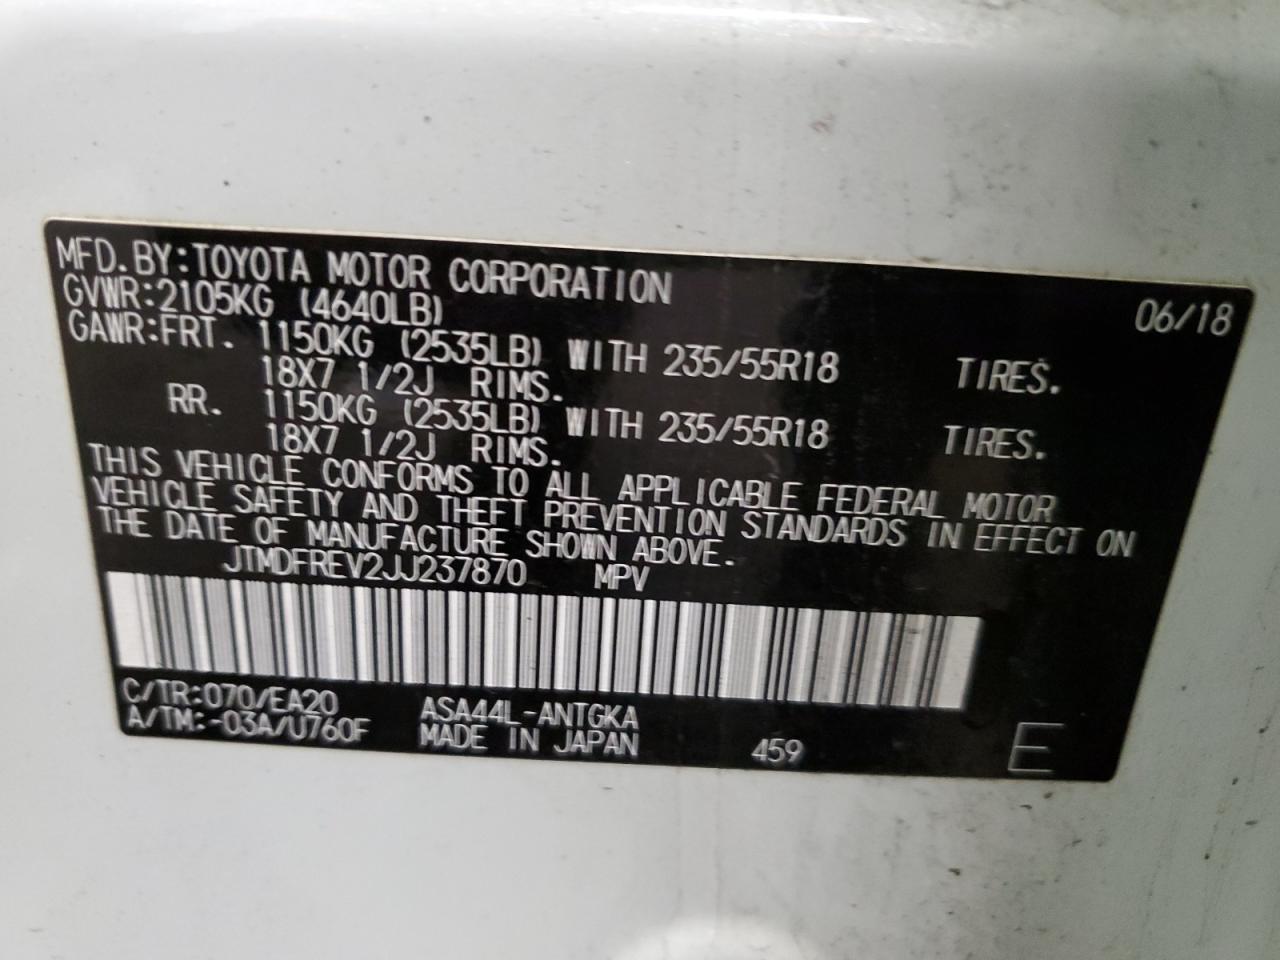 MFD. BY: TOYOTA MOTOR CORPORATION 06/18
GVWR: 2105KG (4640LB)
GAWR: FRT. 1150KG (2535LB) WITH 235/55R18 TIRES.
18X7 1/2J RIMS.
RR. 1150KG (2535LB) WITH 235/55R18 TIRES.
18X7 1/2J RIMS.
THIS VEHICLE CONFORMS TO ALL APPLICABLE FEDERAL MOTOR
VEHICLE SAFETY AND THEFT PREVENTION STANDARDS IN EFFECT ON
THE DATE OF MANUFACTURE SHOWN ABOVE.
JTMDFREV2JJ237870 MPV
C/TR: 070/EA20 ASA44L-ANTGKA
A/TM: -03A/U760F MADE IN JAPAN 459 E